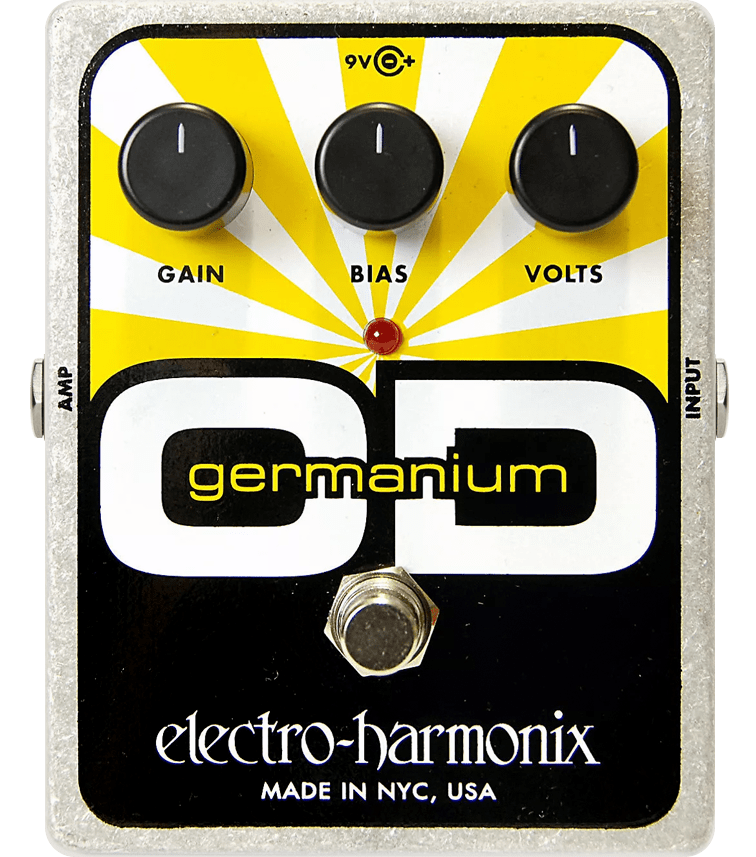 9V +
GAIN BIAS VOLTS
AMP
INPUT
OD
germanium
electro-harmonix
MADE IN NYC, USA